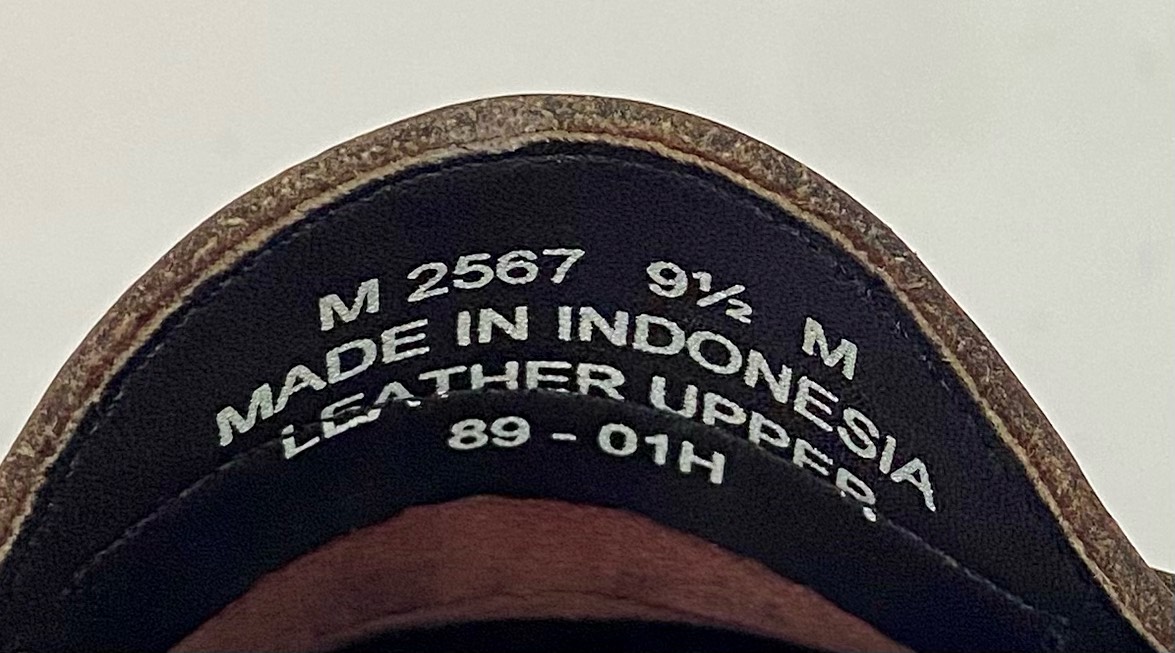 M 2567 9½ M
MADE IN INDONESIA
LEATHER UPPER
89 - 01H